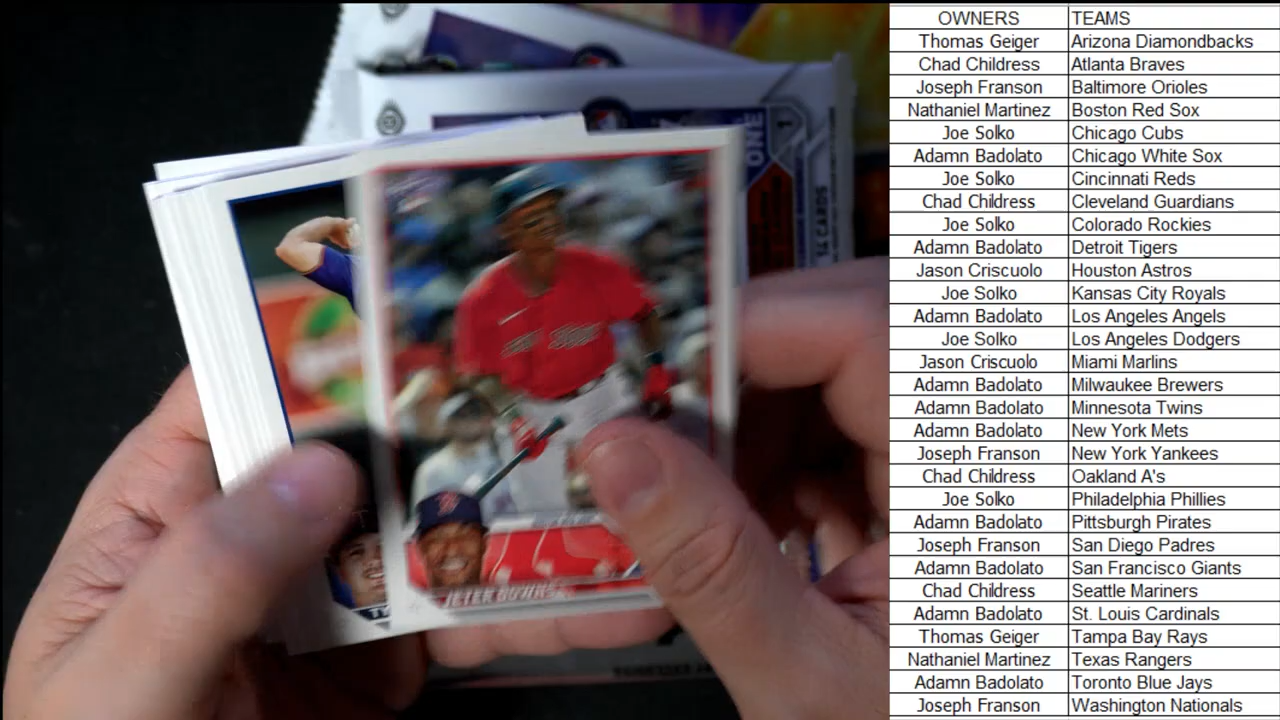 OWNERS TEAMS
Thomas Geiger Arizona Diamondbacks
Chad Childress Atlanta Braves
Joseph Franson Baltimore Orioles
Nathaniel Martinez Boston Red Sox
Joe Solko Chicago Cubs
Adamn Badolato Chicago White Sox
Joe Solko Cincinnati Reds
Chad Childress Cleveland Guardians
Joe Solko Colorado Rockies
Adamn Badolato Detroit Tigers
Jason Criscuolo Houston Astros
Joe Solko Kansas City Royals
Adamn Badolato Los Angeles Angels
Joe Solko Los Angeles Dodgers
Jason Criscuolo Miami Marlins
Adamn Badolato Milwaukee Brewers
Adamn Badolato Minnesota Twins
Adamn Badolato New York Mets
Joseph Franson New York Yankees
Chad Childress Oakland A's
Joe Solko Philadelphia Phillies
Adamn Badolato Pittsburgh Pirates
Joseph Franson San Diego Padres
Adamn Badolato San Francisco Giants
Chad Childress Seattle Mariners
Adamn Badolato St. Louis Cardinals
Thomas Geiger Tampa Bay Rays
Nathaniel Martinez Texas Rangers
Adamn Badolato Toronto Blue Jays
Joseph Franson Washington Nationals
ONE
1
14 CARDS
JETER